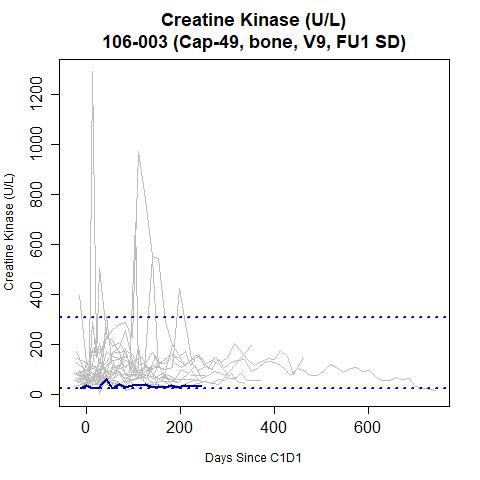 Creatine Kinase (U/L)
106-003 (Cap-49, bone, V9, FU1 SD)
Creatine Kinase (U/L)
1200
1000
800
600
400
200
0
0 200 400 600
Days Since C1D1